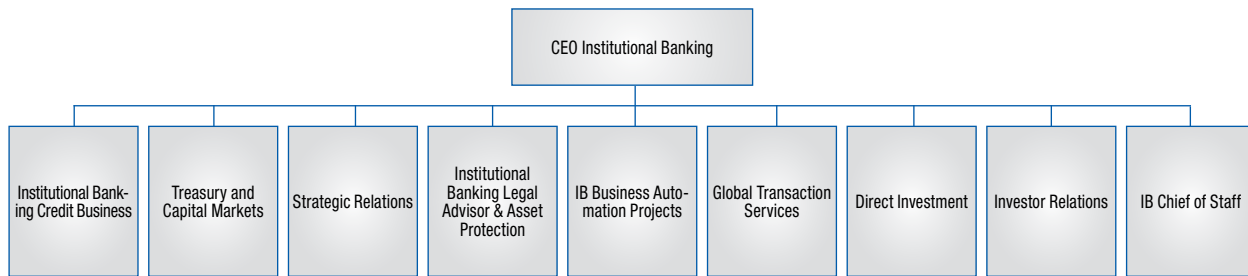 CEO Institutional Banking
Institutional Bank-
ing Credit Business
Treasury and
Capital Markets
Strategic Relations
Institutional
Banking Legal
Advisor & Asset
Protection
IB Business Auto-
mation Projects
Global Transaction
Services
Direct Investment
Investor Relations
IB Chief of Staff